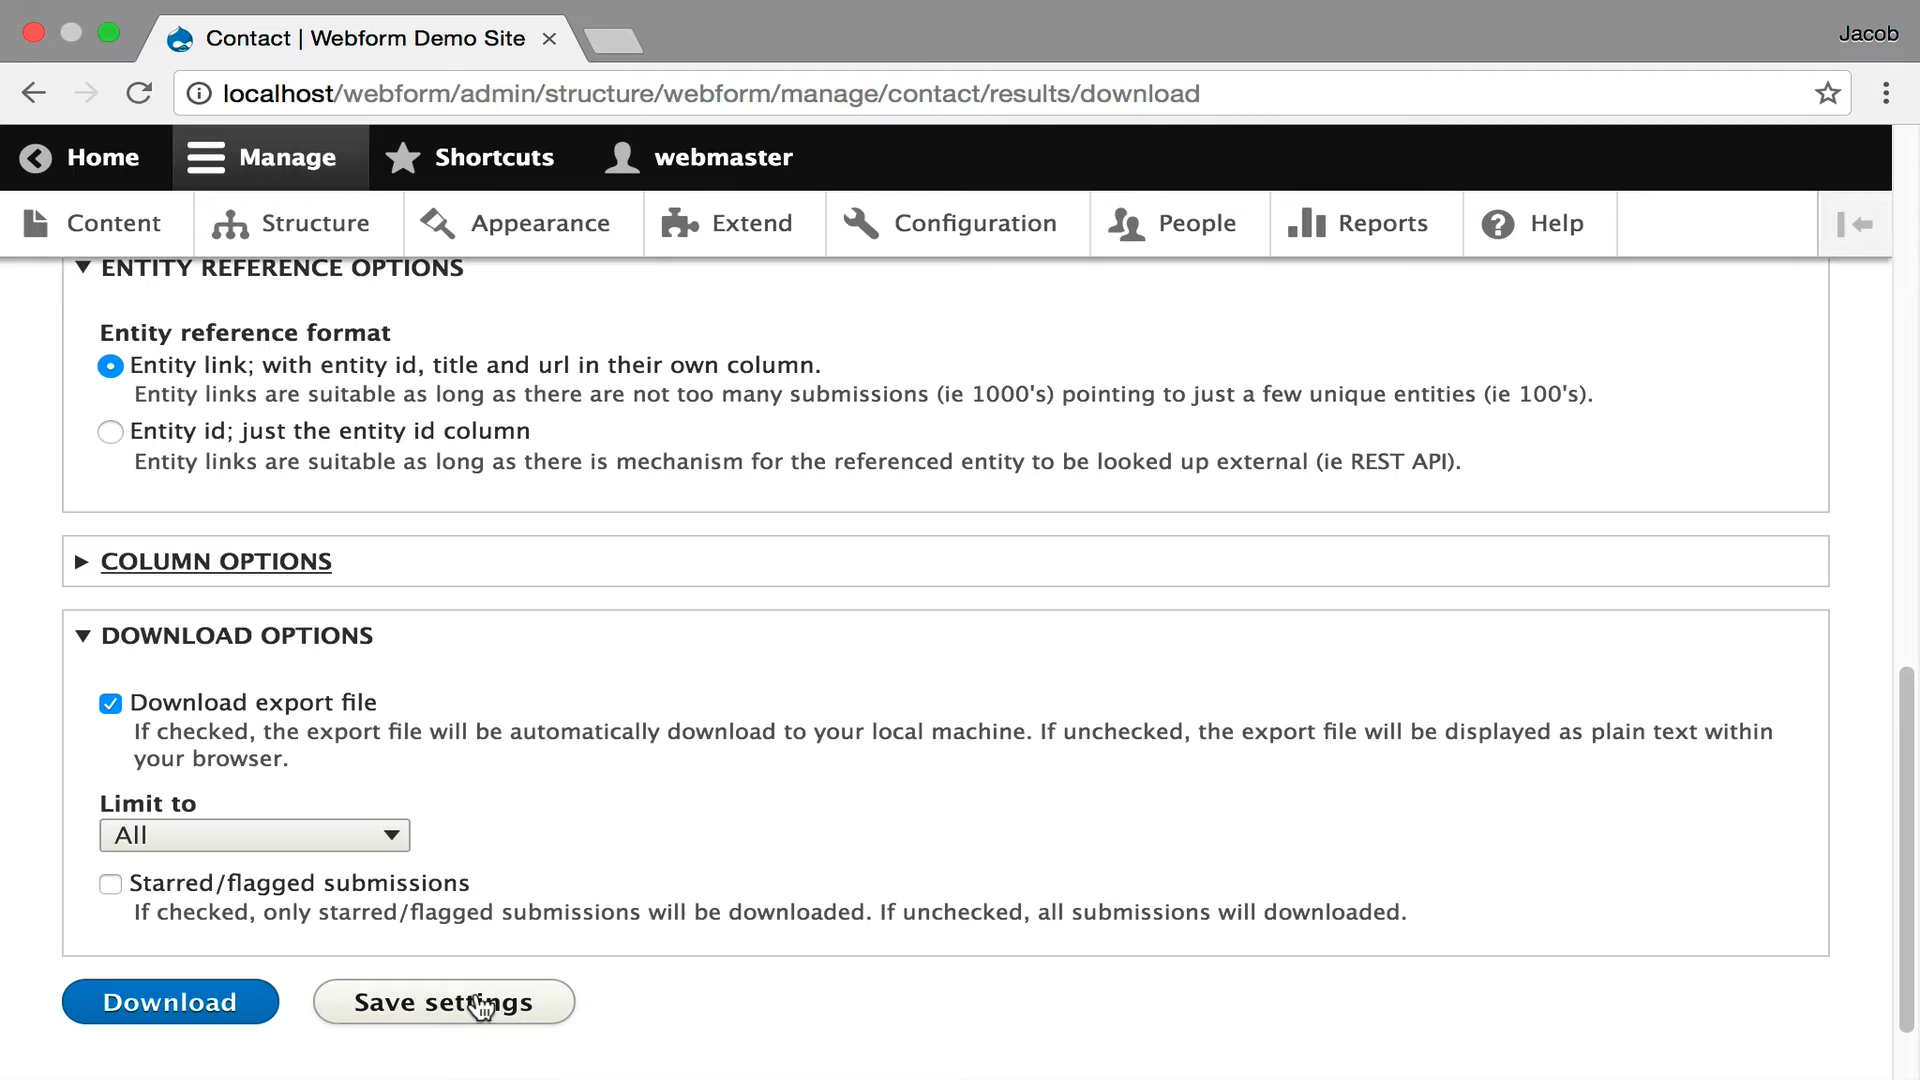 Contact | Webform Demo Site
Jacob
localhost/webform/admin/structure/webform/manage/contact/results/download
Home Manage Shortcuts webmaster
Content Structure Appearance Extend Configuration People Reports Help
ENTITY REFERENCE OPTIONS
Entity reference format
Entity link; with entity id, title and url in their own column.
Entity links are suitable as long as there are not too many submissions (ie 1000's) pointing to just a few unique entities (ie 100's).
Entity id; just the entity id column
Entity links are suitable as long as there is mechanism for the referenced entity to be looked up external (ie REST API).
COLUMN OPTIONS
DOWNLOAD OPTIONS
Download export file
If checked, the export file will be automatically download to your local machine. If unchecked, the export file will be displayed as plain text within
your browser.
Limit to
All
Starred/flagged submissions
If checked, only starred/flagged submissions will be downloaded. If unchecked, all submissions will downloaded.
Download Save settings